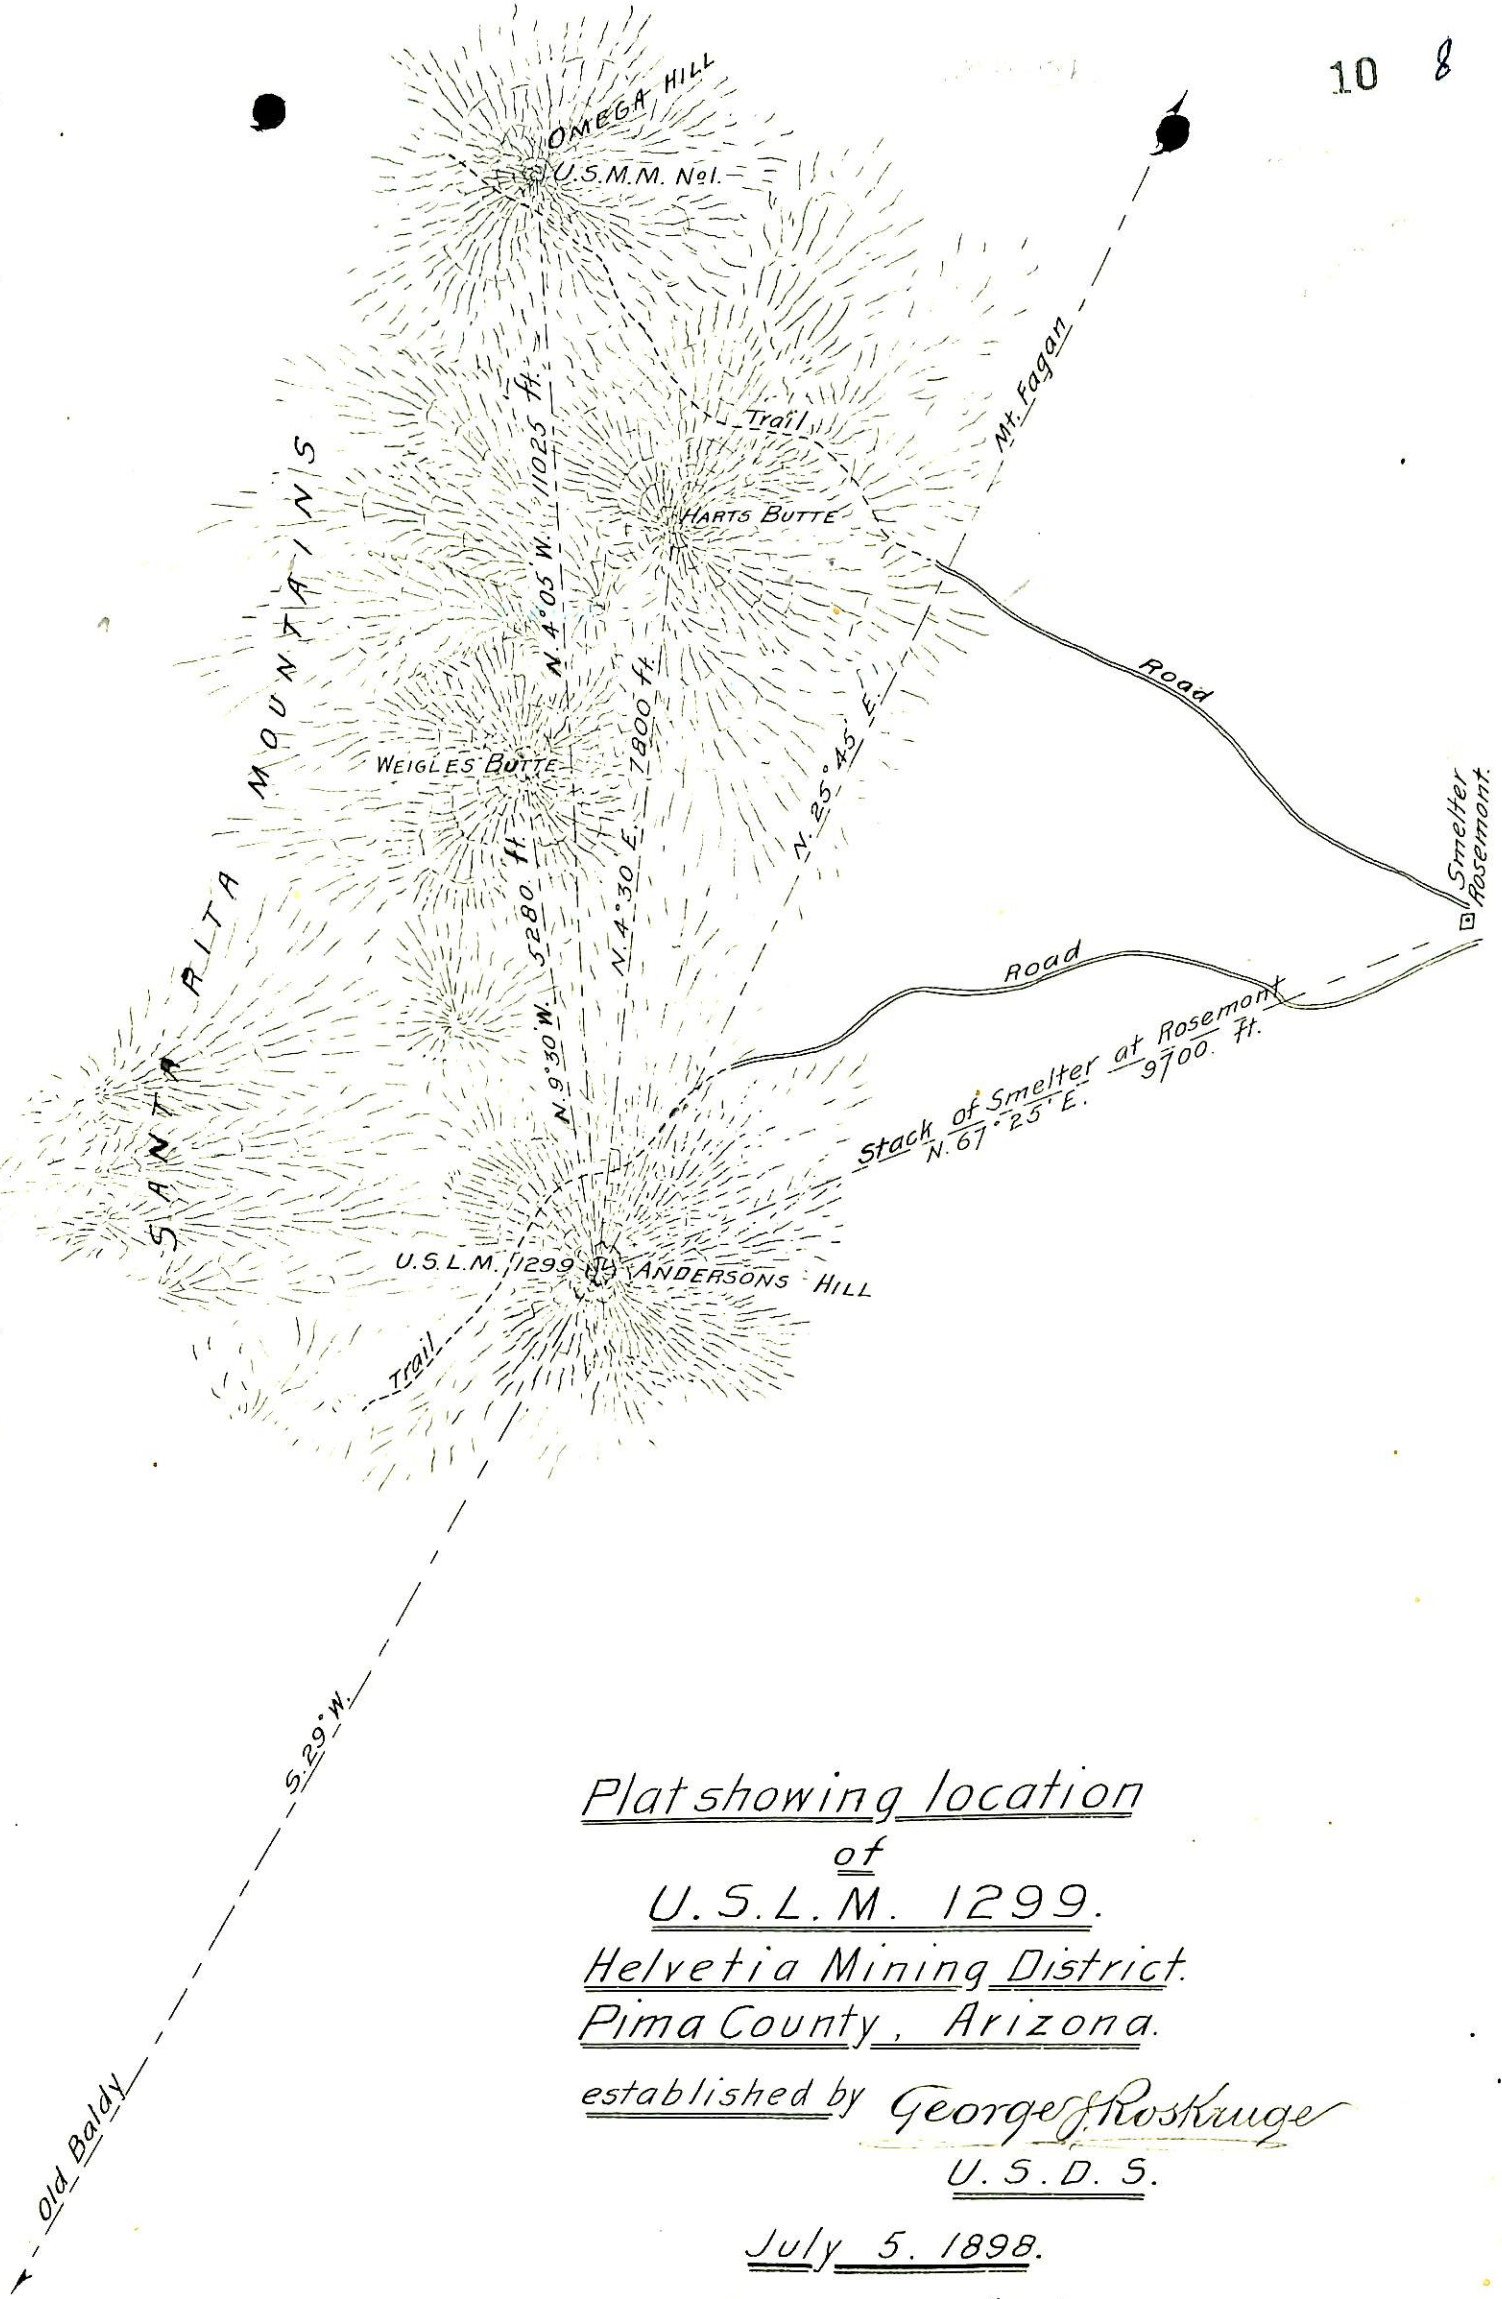 10 8
OMEGA HILL
U.S.M.M. No1.
Mt. Fagan
Trail
HARTS BUTTE
N. 4° 05' W. 11025 ft.
SANTA RITA MOUNTAINS
Road
N. 25° 45' E.
WEIGLES BUTTE
N. 4° 30' E. 7800 ft.
N. 9° 30' W. 5280 ft.
Smelter
Rosemont.
Road
Stack of Smelter at Rosemont
N. 67° 25' E. 9700. ft.
U.S.L.M. 1299
ANDERSONS HILL
Trail
S. 29° W.
Old Baldy
Plat showing location
of
U.S.L.M. 1299.
Helvetia Mining District.
Pima County, Arizona.
established by George J. Roskruge
U.S.D.S.
July 5. 1898.